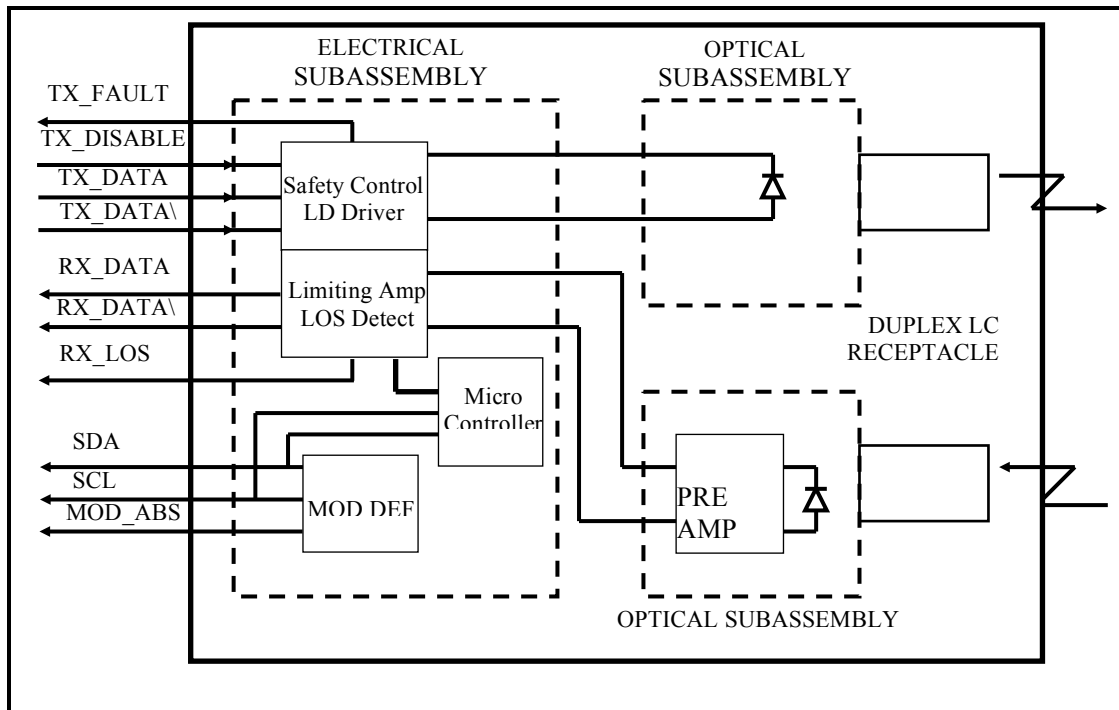 ELECTRICAL
SUBASSEMBLY
OPTICAL
SUBASSEMBLY
TX_FAULT
TX_DISABLE
TX_DATA
TX_DATA\
RX_DATA
RX_DATA\
RX_LOS
SDA
SCL
MOD_ABS
Safety Control
LD Driver
Limiting Amp
LOS Detect
Micro
Controller
MOD DEF
DUPLEX LC
RECEPTACLE
PRE
AMP
OPTICAL SUBASSEMBLY